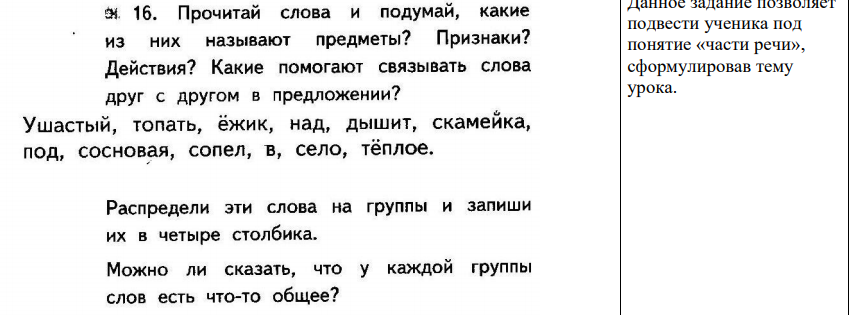 16. Прочитай слова и подумай, какие
из них называют предметы? Признаки?
Действия? Какие помогают связывать слова
друг с другом в предложении?
Ушастый, топать, ёжик, над, дышит, скамейка,
под, сосновая, сопел, в, село, тёплое.
Распредели эти слова на группы и запиши
их в четыре столбика.
Можно ли сказать, что у каждой группы
слов есть что-то общее?
Данное задание позволяет
подвести ученика под
понятие «части речи»,
сформулировав тему
урока.